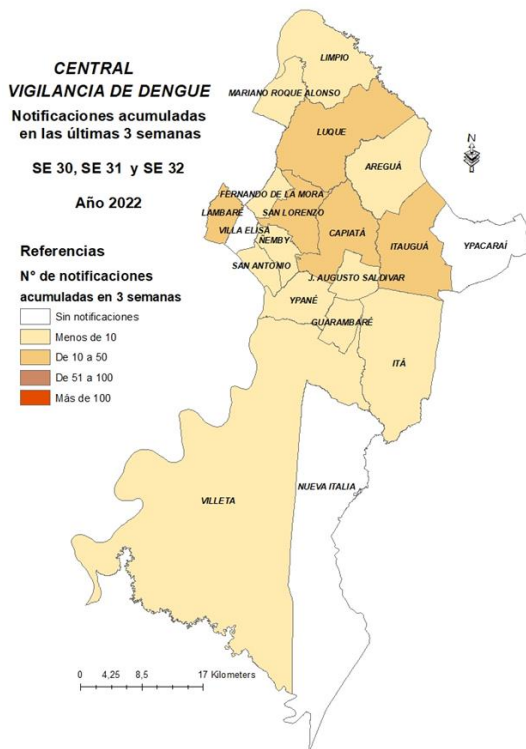 CENTRAL
VIGILANCIA DE DENGUE
Notificaciones acumuladas
en las últimas 3 semanas
SE 30, SE 31 y SE 32
Año 2022
Referencias
N° de notificaciones
acumuladas en 3 semanas
Sin notificaciones
Menos de 10
De 10 a 50
De 51 a 100
Más de 100
N
LIMPIO
MARIANO ROQUE ALONSO
LUQUE
AREGUÁ
FERNANDO DE LA MORA
LAMBARÉ
SAN LORENZO
VILLA ELISA
ÑEMBY
CAPIATÁ
ITAUGUÁ
YPACARAÍ
SAN ANTONIO
J. AUGUSTO SALDIVAR
YPANÉ
GUARAMBARÉ
ITÁ
VILLETA
NUEVA ITALIA
0 4,25 8,5 17 Kilometers